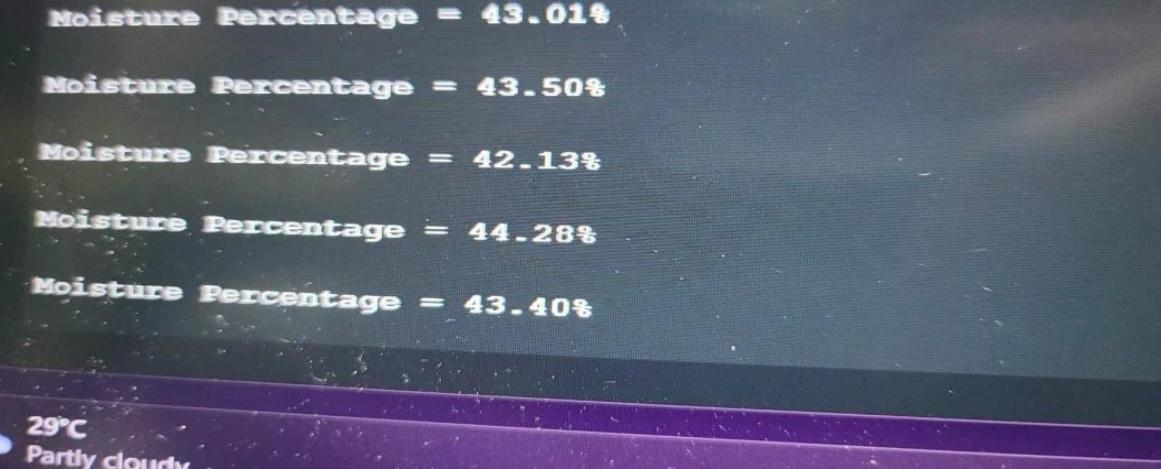 Moisture Percentage = 43.01%
Moisture Percentage = 43.50%
Moisture Percentage = 42.13%
Moisture Percentage = 44.28%
Moisture Percentage = 43.40%
29°C
Partly cloudy